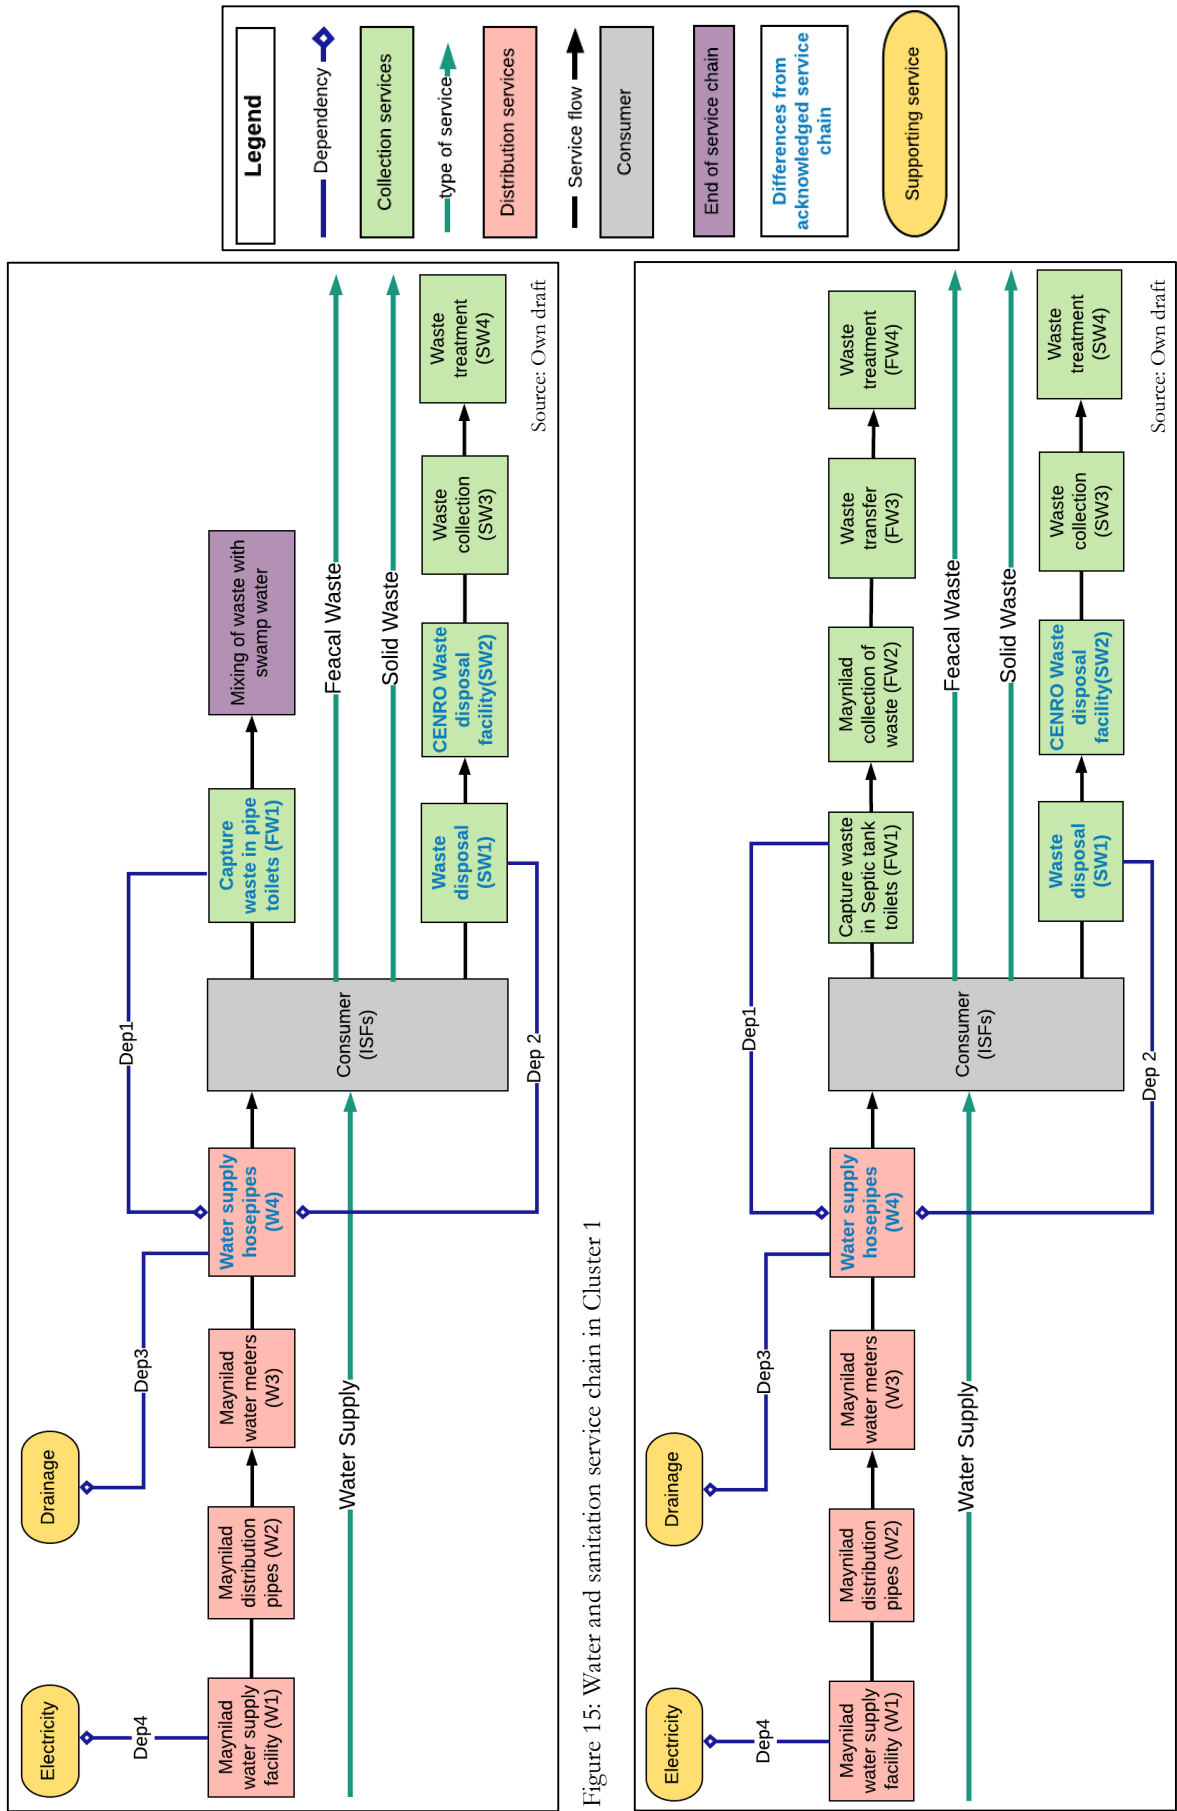 Electricity
Drainage
Dep4
Dep3
Dep1
Maynilad
water supply
facility (W1)
Maynilad
distribution
pipes (W2)
Maynilad
water meters
(W3)
Water supply
hosepipes
(W4)
Consumer
(ISFs)
Capture
waste in pipe
toilets (FW1)
Mixing of waste with
swamp water
Water Supply
Feacal Waste
Solid Waste
Waste
disposal
(SW1)
CENRO Waste
disposal
facility(SW2)
Waste
collection
(SW3)
Waste
treatment
(SW4)
Dep 2
Source: Own draft
Figure 15: Water and sanitation service chain in Cluster 1
Electricity
Drainage
Dep4
Dep3
Dep1
Maynilad
water supply
facility (W1)
Maynilad
distribution
pipes (W2)
Maynilad
water meters
(W3)
Water supply
hosepipes
(W4)
Consumer
(ISFs)
Capture waste
in Septic tank
toilets (FW1)
Maynilad
collection of
waste (FW2)
Waste
transfer
(FW3)
Waste
treatment
(FW4)
Water Supply
Feacal Waste
Solid Waste
Waste
disposal
(SW1)
CENRO Waste
disposal
facility(SW2)
Waste
collection
(SW3)
Waste
treatment
(SW4)
Dep 2
Source: Own draft
Legend
Dependency
Collection services
type of service
Distribution services
Service flow
Consumer
End of service chain
Differences from
acknowledged service
chain
Supporting service